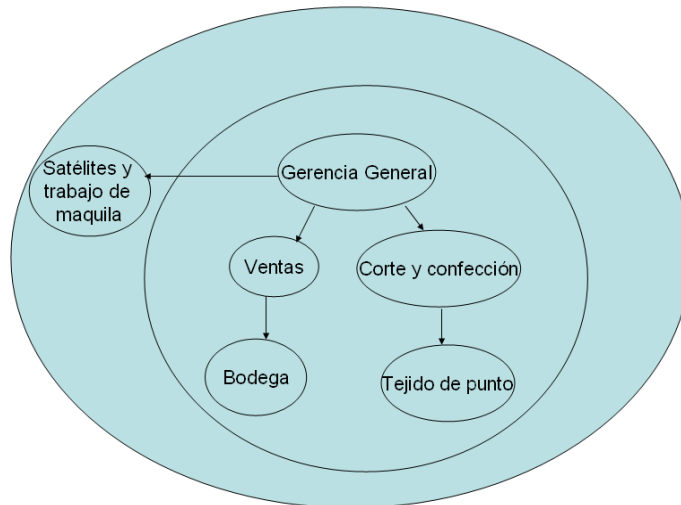 Satélites y
trabajo de
maquila
Gerencia General
Ventas
Corte y confección
Bodega
Tejido de punto